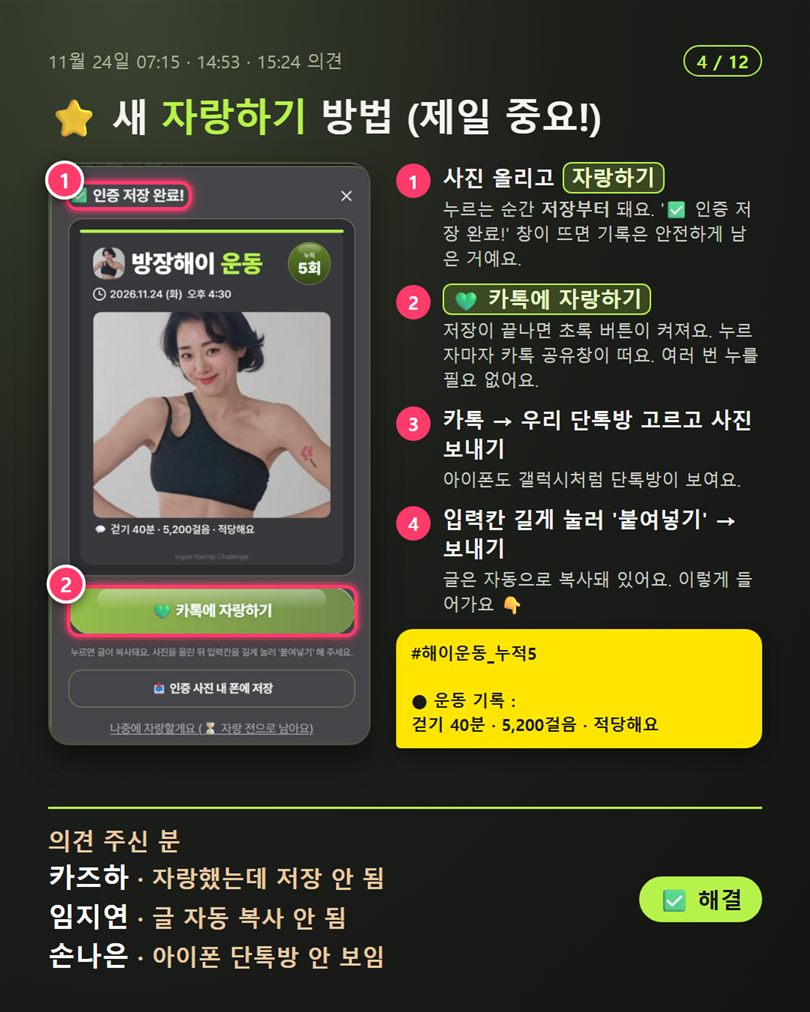 11월 24일 07:15 · 14:53 · 15:24 의견
4 / 12
⭐ 새 자랑하기 방법 (제일 중요!)
1
✅ 인증 저장 완료!
×
방장해이 운동
누적
5회
2026.11.24 (화) 오후 4:30
💬 걷기 40분 · 5,200걸음 · 적당해요
super hannip Challenge
2
💚 카톡에 자랑하기
누르면 글이 복사돼요. 사진을 올린 뒤 입력칸을 길게 눌러 '붙여넣기' 해 주세요.
📩 인증 사진 내 폰에 저장
나중에 자랑할게요 (⏳ 자랑 전으로 남아요)
1
사진 올리고 자랑하기
누르는 순간 저장부터 돼요. '✅ 인증 저
장 완료!' 창이 뜨면 기록은 안전하게 남
은 거예요.
2
💚 카톡에 자랑하기
저장이 끝나면 초록 버튼이 켜져요. 누르
자마자 카톡 공유창이 떠요. 여러 번 누를
필요 없어요.
3
카톡 → 우리 단톡방 고르고 사진
보내기
아이폰도 갤럭시처럼 단톡방이 보여요.
4
입력칸 길게 눌러 '붙여넣기' →
보내기
글은 자동으로 복사돼 있어요. 이렇게 들
어가요 👇
#해이운동_누적5
● 운동 기록 :
걷기 40분 · 5,200걸음 · 적당해요
의견 주신 분
카즈하 · 자랑했는데 저장 안 됨
임지연 · 글 자동 복사 안 됨
손나은 · 아이폰 단톡방 안 보임
✅ 해결